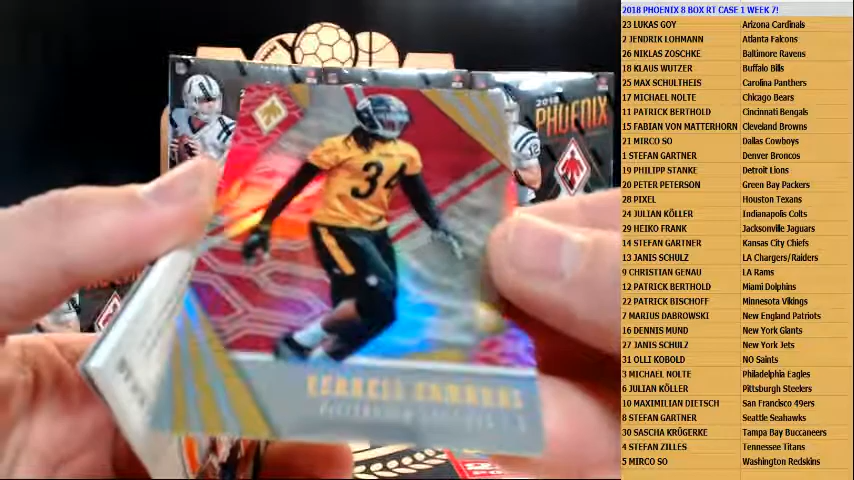 2018 PHOENIX 8 BOX RT CASE 1 WEEK 7!
23 LUKAS GOY Arizona Cardinals
2 JENDRIK LOHMANN Atlanta Falcons
26 NIKLAS ZOSCHKE Baltimore Ravens
18 KLAUS WUTZER Buffalo Bills
25 MAX SCHULTHEIS Carolina Panthers
17 MICHAEL NOLTE Chicago Bears
11 PATRICK BERTHOLD Cincinnati Bengals
15 FABIAN VON MATTERHORN Cleveland Browns
21 MIRCO SO Dallas Cowboys
1 STEFAN GARTNER Denver Broncos
19 PHILIPP STANKE Detroit Lions
20 PETER PETERSON Green Bay Packers
28 PIXEL Houston Texans
24 JULIAN KÖLLER Indianapolis Colts
29 HEIKO FRANK Jacksonville Jaguars
14 STEFAN GARTNER Kansas City Chiefs
13 JANIS SCHULZ LA Chargers/Raiders
9 CHRISTIAN GENAU LA Rams
12 PATRICK BERTHOLD Miami Dolphins
22 PATRICK BISCHOFF Minnesota Vikings
7 MARIUS DABROWSKI New England Patriots
16 DENNIS MUND New York Giants
27 JANIS SCHULZ New York Jets
31 OLLI KOBOLD NO Saints
3 MICHAEL NOLTE Philadelphia Eagles
6 JULIAN KÖLLER Pittsburgh Steelers
10 MAXIMILIAN DIETSCH San Francisco 49ers
8 STEFAN GARTNER Seattle Seahawks
30 SASCHA KRÜGERKE Tampa Bay Buccaneers
4 STEFAN ZILLES Tennessee Titans
5 MIRCO SO Washington Redskins
2018
PHOENIX
12
34